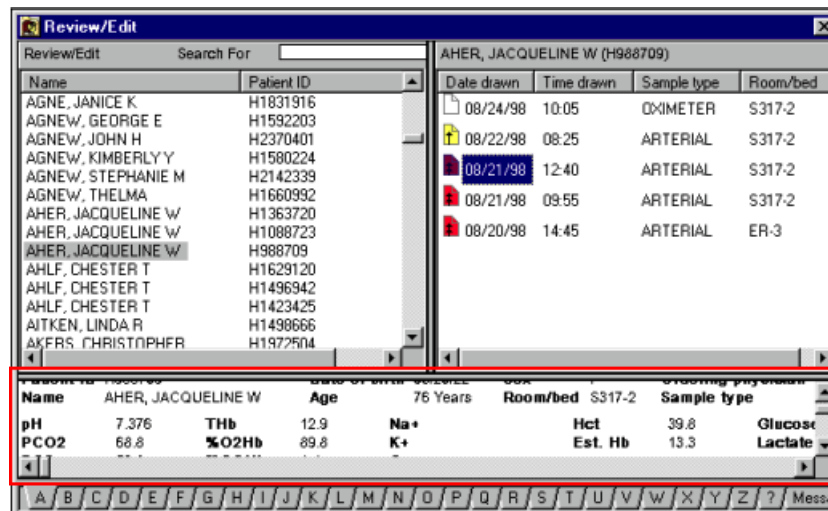 Review/Edit
Review/Edit Search For
Name Patient ID
AGNE, JANICE K H1831916
AGNEW, GEORGE E H1592203
AGNEW, JOHN H H2370401
AGNEW, KIMBERLY Y H1580224
AGNEW, STEPHANIE M H2142339
AGNEW, THELMA H1660992
AHER, JACQUELINE W H1363720
AHER, JACQUELINE W H1088723
AHER, JACQUELINE W H988709
AHLF, CHESTER T H1629120
AHLF, CHESTER T H1496942
AHLF, CHESTER T H1423425
AITKEN, LINDA R H1498666
AKERS, CHRISTOPHER H1972504
AHER, JACQUELINE W (H988709)
Date drawn Time drawn Sample type Room/bed
08/24/98 10:05 OXIMETER S317-2
08/22/98 08:25 ARTERIAL S317-2
08/21/98 12:40 ARTERIAL S317-2
08/21/98 09:55 ARTERIAL S317-2
08/20/98 14:45 ARTERIAL ER-3
Name AHER, JACQUELINE W Age 76 Years Room/bed S317-2 Sample type
pH 7.376 THb 12.9 Na+ Hct 39.8 Glucose
PCO2 68.8 %O2Hb 89.8 K+ Est. Hb 13.3 Lactate
A B C D E F G H I J K L M N O P Q R S T U V W X Y Z ? Messa